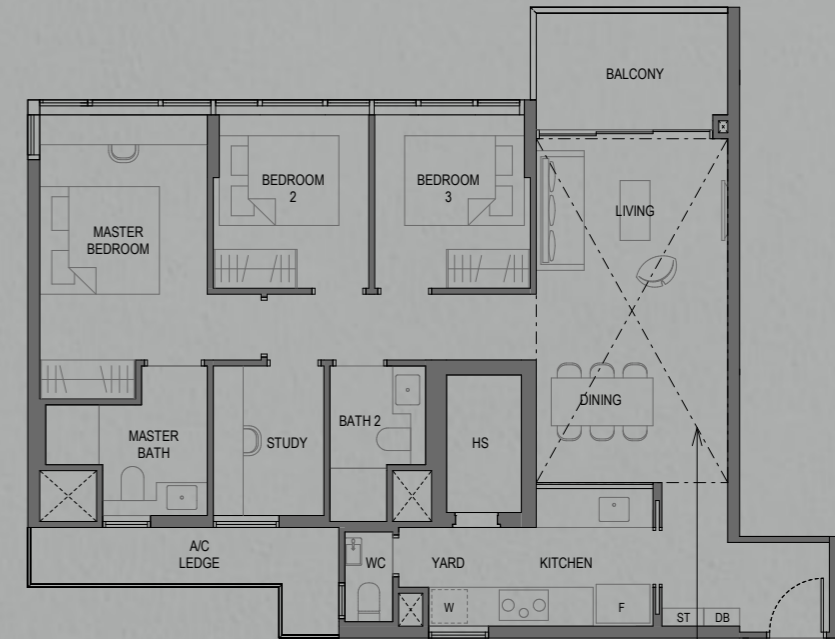 BALCONY
BEDROOM
2
BEDROOM
3
LIVING
MASTER
BEDROOM
DINING
MASTER
BATH
STUDY
BATH 2
HS
A/C
LEDGE
WC
YARD
KITCHEN
W
F
ST
DB